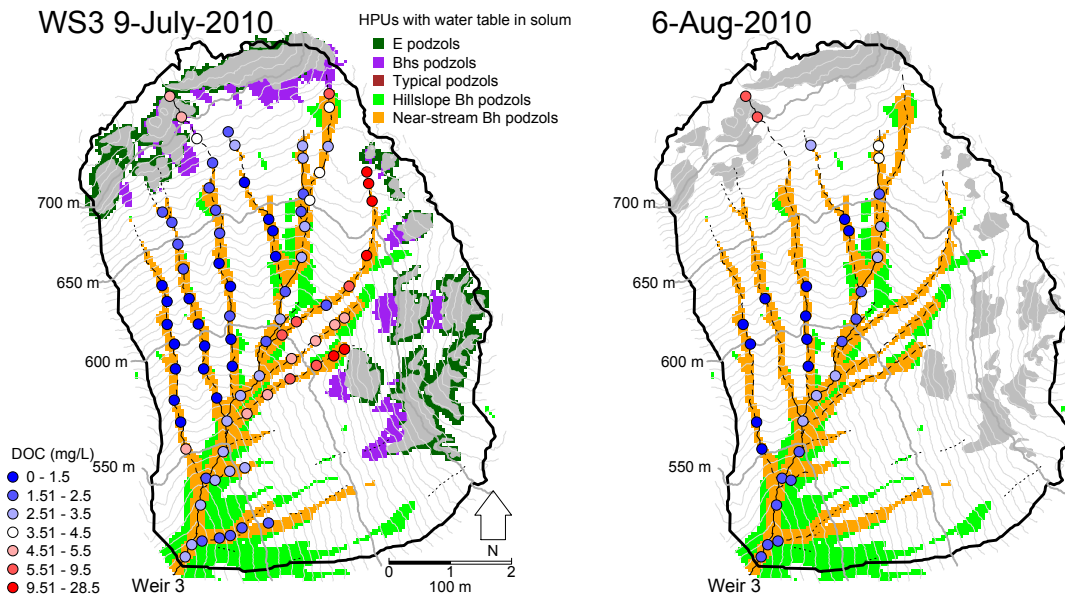 WS3 9-July-2010
HPUs with water table in solum
E podzols
Bhs podzols
Typical podzols
Hillslope Bh podzols
Near-stream Bh podzols
700 m
650 m
600 m
550 m
DOC (mg/L)
0 - 1.5
1.51 - 2.5
2.51 - 3.5
3.51 - 4.5
4.51 - 5.5
5.51 - 9.5
9.51 - 28.5
Weir 3
N
0 1 2
100 m
6-Aug-2010
700 m
650 m
600 m
550 m
Weir 3